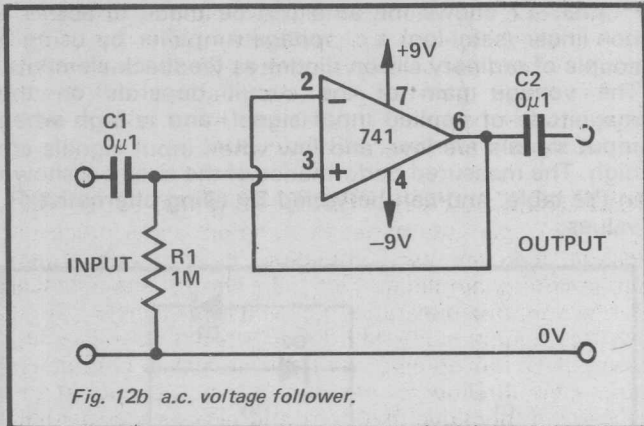 +9V
C2
0µ1
C1
0µ1
2
7
6
741
3
4
–9V
INPUT
R1
1M
OUTPUT
0V
Fig. 12b a.c. voltage follower.